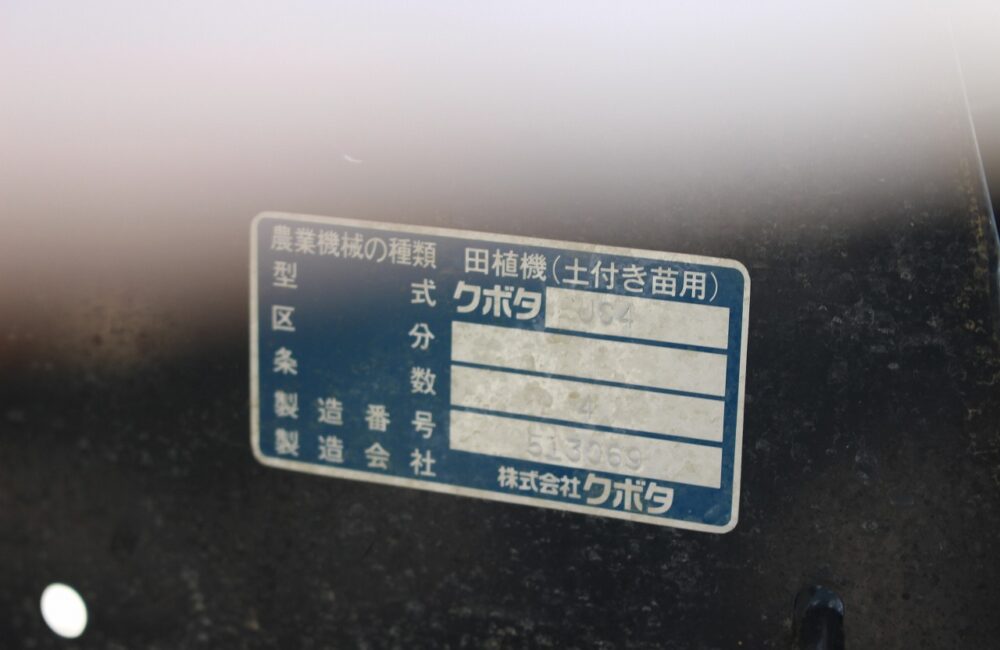 農業機械の種類 田植機(土付き苗用)
型式 クボタ
区分
条数 4
製造番号 513069
製造会社 株式会社クボタ